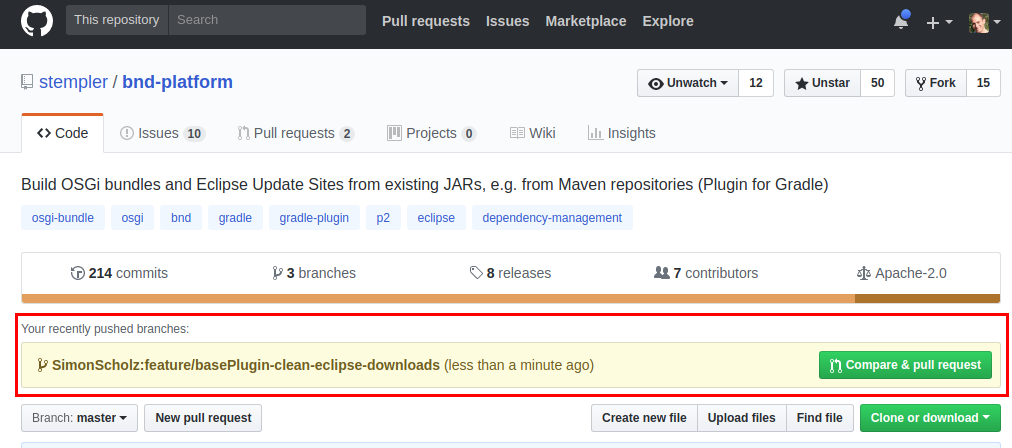 This repository Search Pull requests Issues Marketplace Explore
stempler / bnd-platform Unwatch 12 Unstar 50 Fork 15
Code Issues 10 Pull requests 2 Projects 0 Wiki Insights
Build OSGi bundles and Eclipse Update Sites from existing JARs, e.g. from Maven repositories (Plugin for Gradle)
osgi-bundle osgi bnd gradle gradle-plugin p2 eclipse dependency-management
214 commits 3 branches 8 releases 7 contributors Apache-2.0
Your recently pushed branches:
SimonScholz:feature/basePlugin-clean-eclipse-downloads (less than a minute ago) Compare & pull request
Branch: master New pull request Create new file Upload files Find file Clone or download